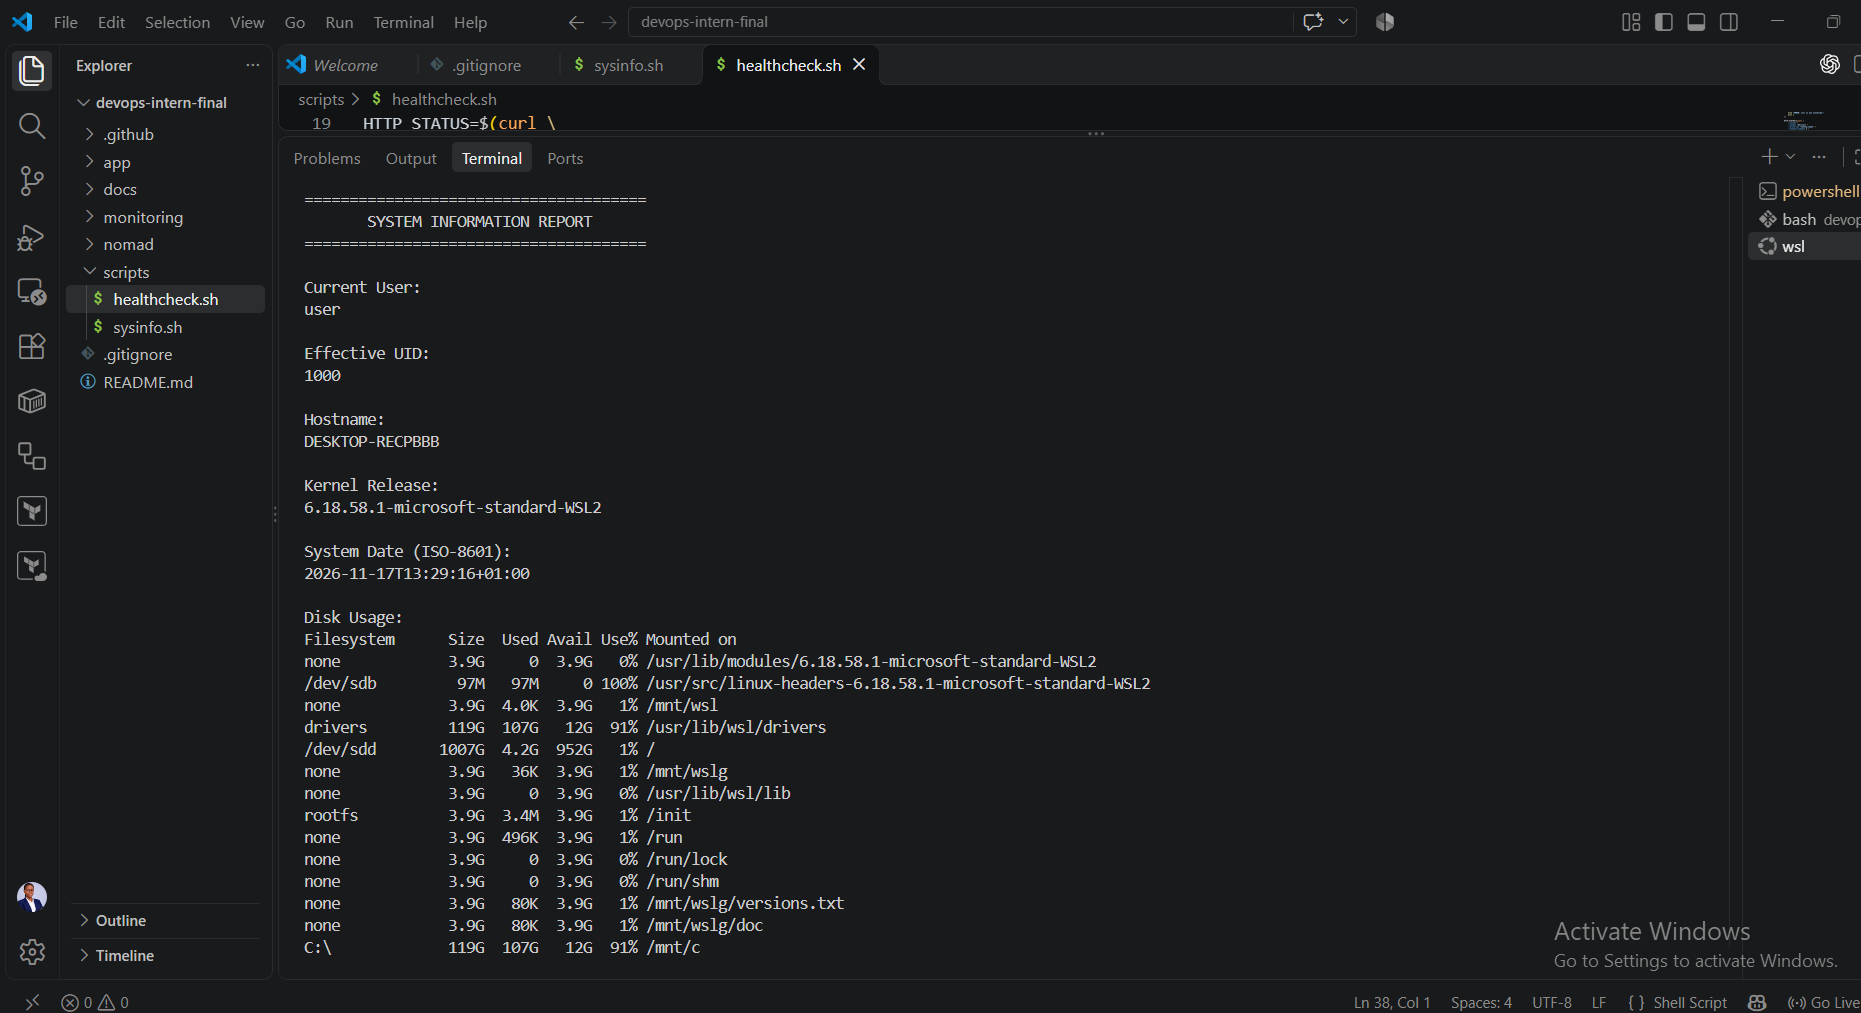 File Edit Selection View Go Run Terminal Help
devops-intern-final
Explorer
devops-intern-final
.github
app
docs
monitoring
nomad
scripts
$ healthcheck.sh
$ sysinfo.sh
.gitignore
README.md
Outline
Timeline
Welcome .gitignore $ sysinfo.sh $ healthcheck.sh
scripts > $ healthcheck.sh
19 HTTP_STATUS=$(curl \
Problems Output Terminal Ports
======================================
SYSTEM INFORMATION REPORT
======================================
Current User:
user
Effective UID:
1000
Hostname:
DESKTOP-RECPBBB
Kernel Release:
6.18.58.1-microsoft-standard-WSL2
System Date (ISO-8601):
2026-11-17T13:29:16+01:00
Disk Usage:
Filesystem Size Used Avail Use% Mounted on
none 3.9G 0 3.9G 0% /usr/lib/modules/6.18.58.1-microsoft-standard-WSL2
/dev/sdb 97M 97M 0 100% /usr/src/linux-headers-6.18.58.1-microsoft-standard-WSL2
none 3.9G 4.0K 3.9G 1% /mnt/wsl
drivers 119G 107G 12G 91% /usr/lib/wsl/drivers
/dev/sdd 1007G 4.2G 952G 1% /
none 3.9G 36K 3.9G 1% /mnt/wslg
none 3.9G 0 3.9G 0% /usr/lib/wsl/lib
rootfs 3.9G 3.4M 3.9G 1% /init
none 3.9G 496K 3.9G 1% /run
none 3.9G 0 3.9G 0% /run/lock
none 3.9G 0 3.9G 0% /run/shm
none 3.9G 80K 3.9G 1% /mnt/wslg/versions.txt
none 3.9G 80K 3.9G 1% /mnt/wslg/doc
C:\ 119G 107G 12G 91% /mnt/c
powershell
bash devop
wsl
Activate Windows
Go to Settings to activate Windows.
0 0
Ln 38, Col 1 Spaces: 4 UTF-8 LF { } Shell Script Go Live